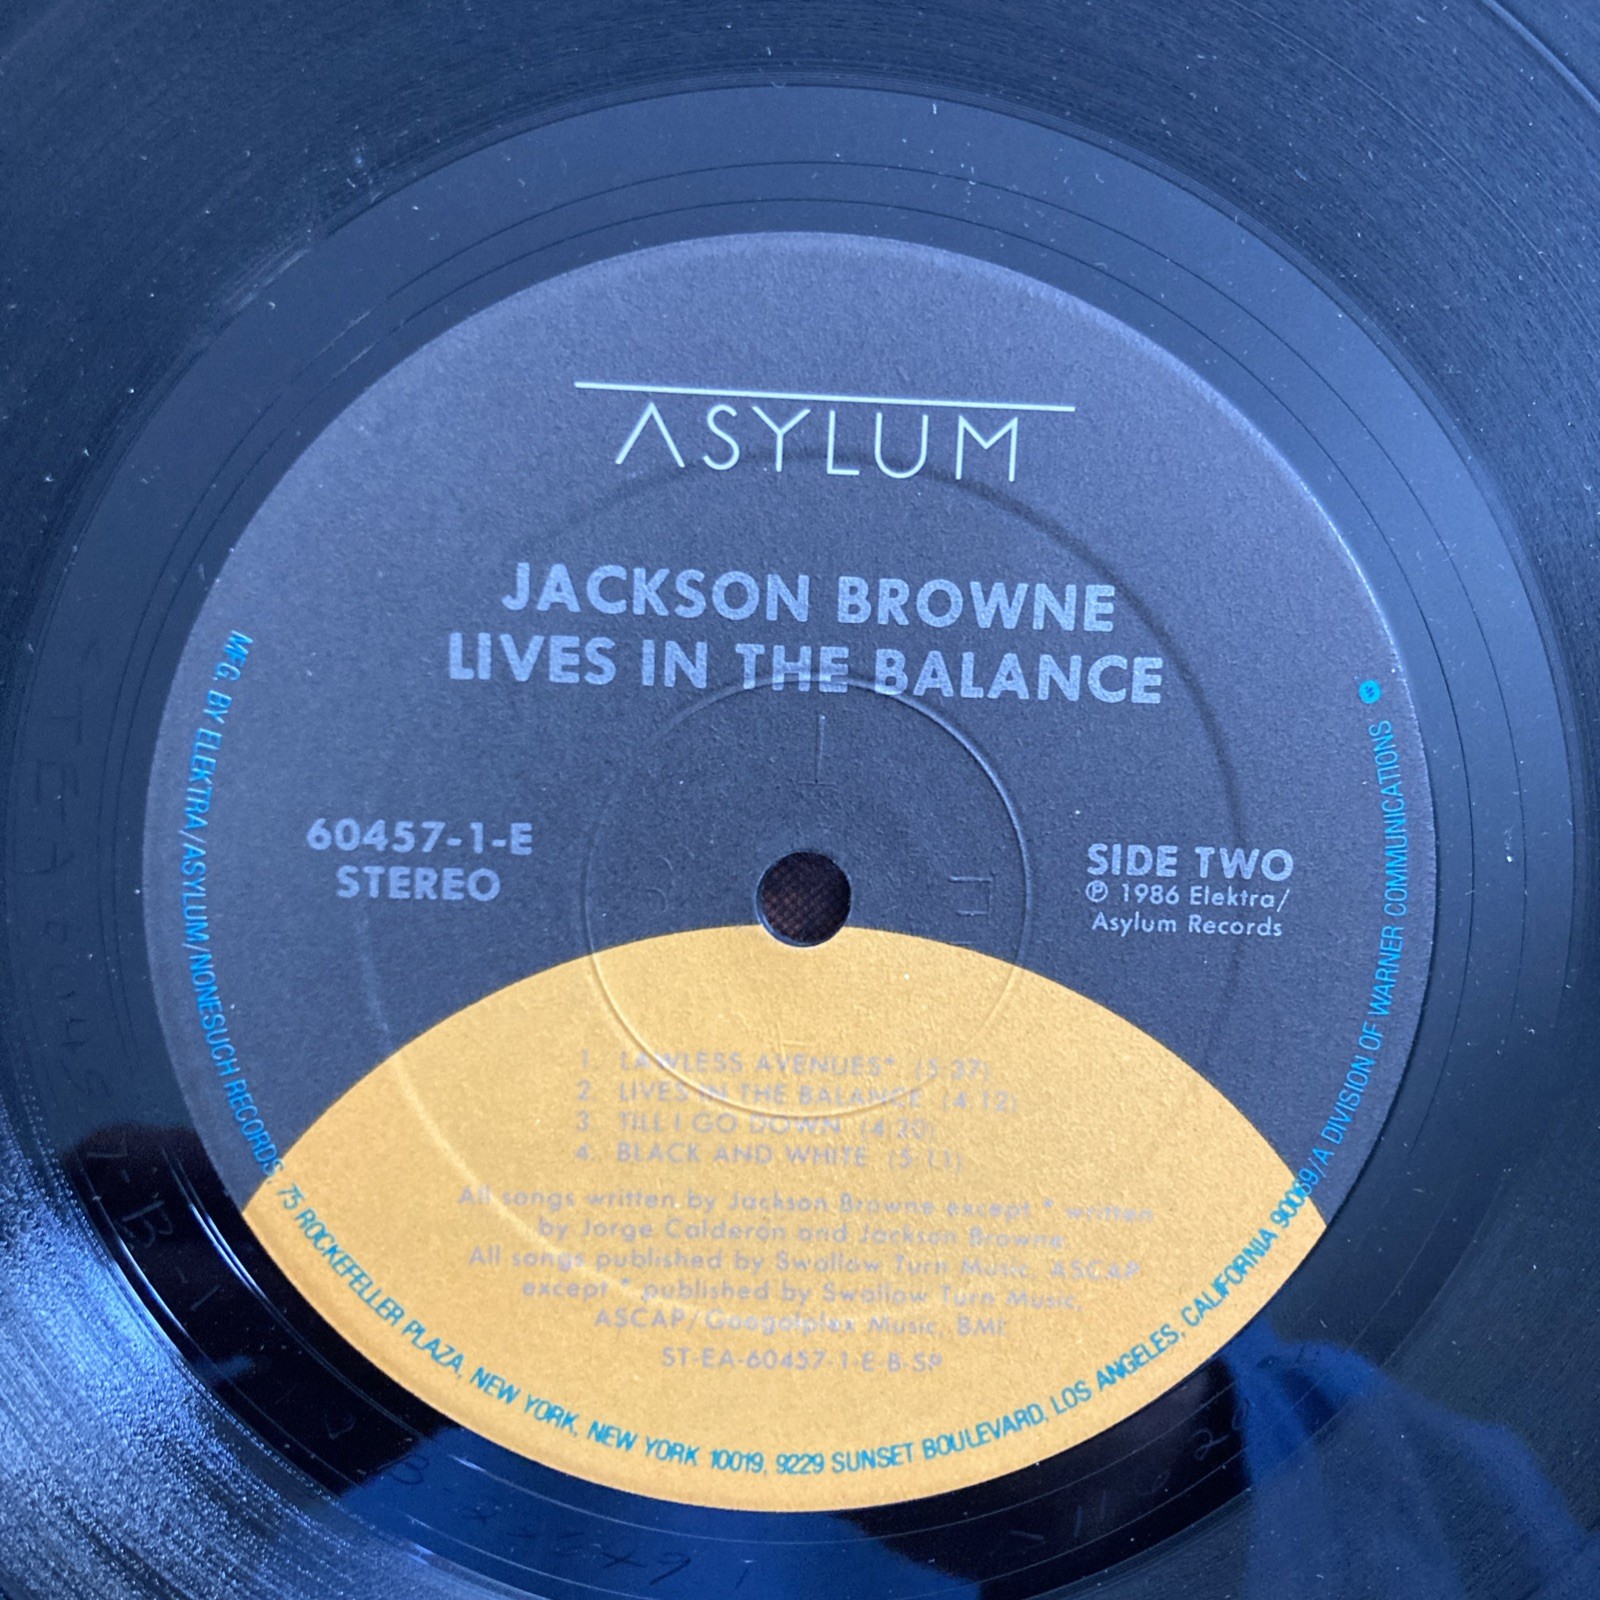 ASYLUM
JACKSON BROWNE
LIVES IN THE BALANCE
60457-1-E
STEREO
SIDE TWO
℗ 1986 Elektra/
Asylum Records
1. LAWLESS AVENUES* (5:37)
2. LIVES IN THE BALANCE (4:12)
3. TILL I GO DOWN (4:20)
4. BLACK AND WHITE (5:11)
All songs written by Jackson Browne except * written
by Jorge Calderón and Jackson Browne.
All songs published by Swallow Turn Music, ASCAP
except * published by Swallow Turn Music,
ASCAP/Googolplex Music, BMI.
ST-EA-60457-1-E-B-SP
MFG. BY ELEKTRA/ASYLUM/NONESUCH RECORDS, 75 ROCKEFELLER PLAZA, NEW YORK, NEW YORK 10019, 9229 SUNSET BOULEVARD, LOS ANGELES, CALIFORNIA 90069/A DIVISION OF WARNER COMMUNICATIONS